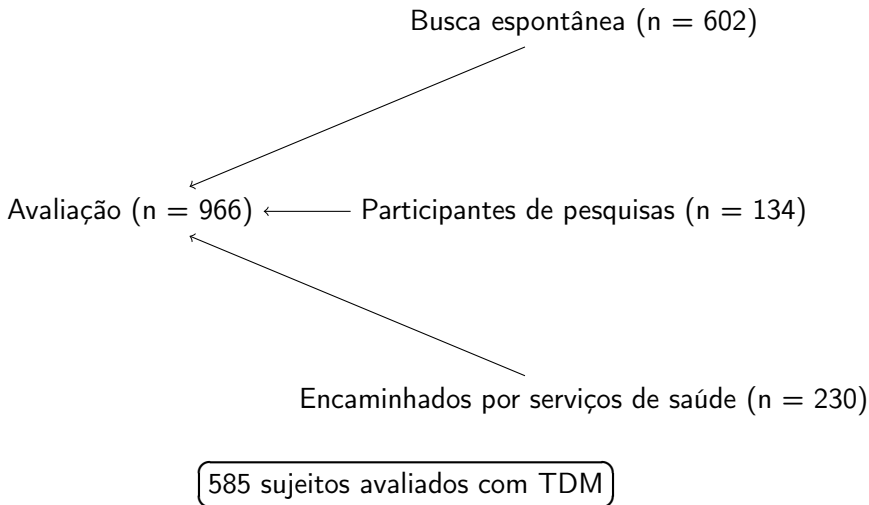 Busca espontânea (n = 602)
Avaliação (n = 966)
Participantes de pesquisas (n = 134)
Encaminhados por serviços de saúde (n = 230)
585 sujeitos avaliados com TDM